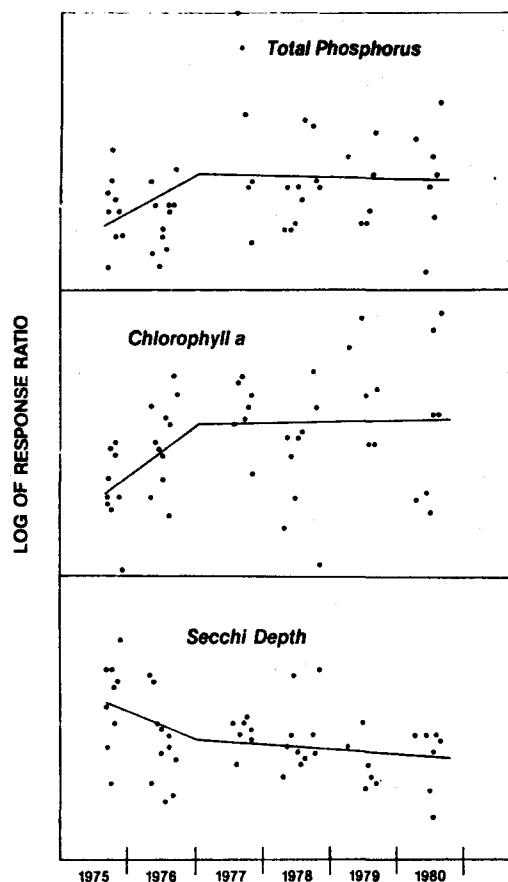 Total Phosphorus
Chlorophyll a
Secchi Depth
LOG OF RESPONSE RATIO
1975 1976 1977 1978 1979 1980